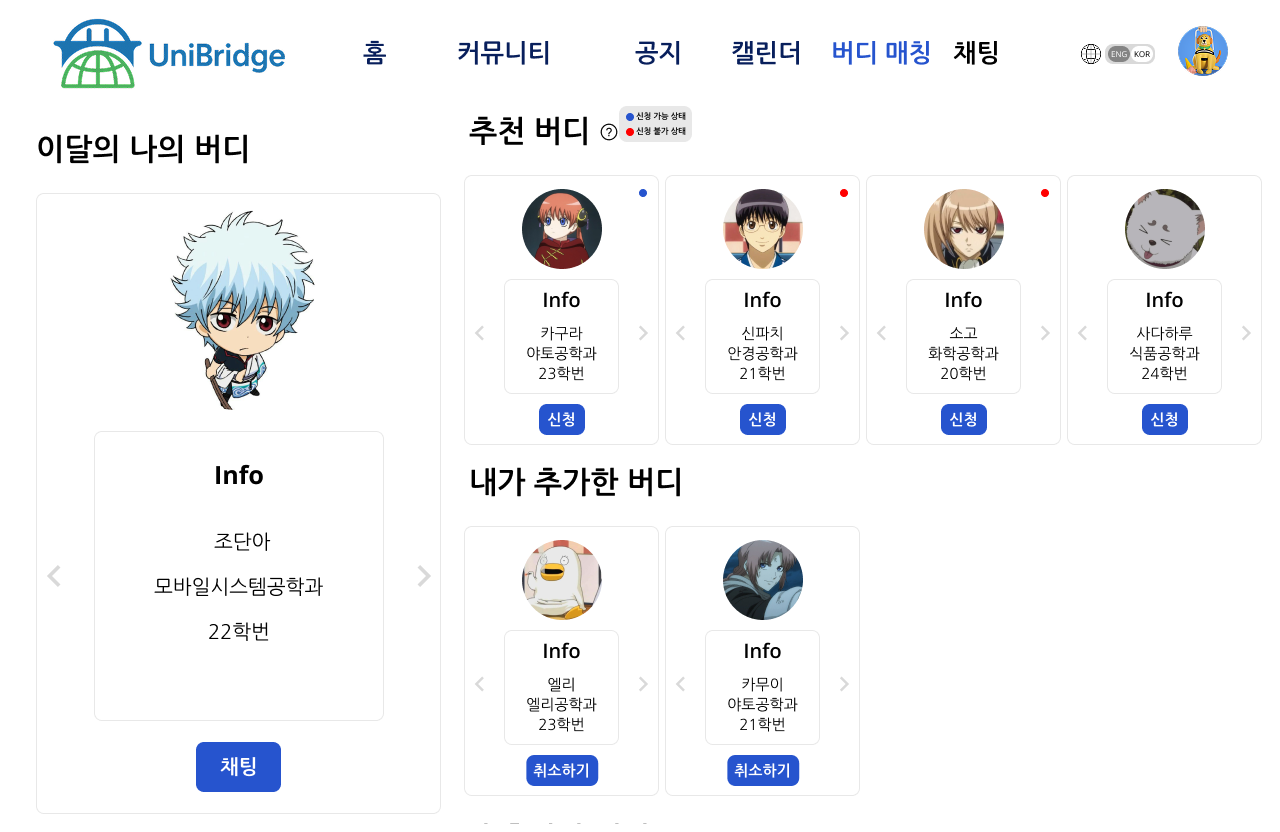 UniBridge
홈 커뮤니티 공지 캘린더 버디 매칭 채팅
ENG KOR
이달의 나의 버디
Info
조단아
모바일시스템공학과
22학번
채팅
추천 버디 ?
신청 가능 상태
신청 불가 상태
Info
카구라
야토공학과
23학번
신청
Info
신파치
안경공학과
21학번
신청
Info
소고
화학공학과
20학번
신청
Info
사다하루
식품공학과
24학번
신청
내가 추가한 버디
Info
엘리
엘리공학과
23학번
취소하기
Info
카무이
야토공학과
21학번
취소하기